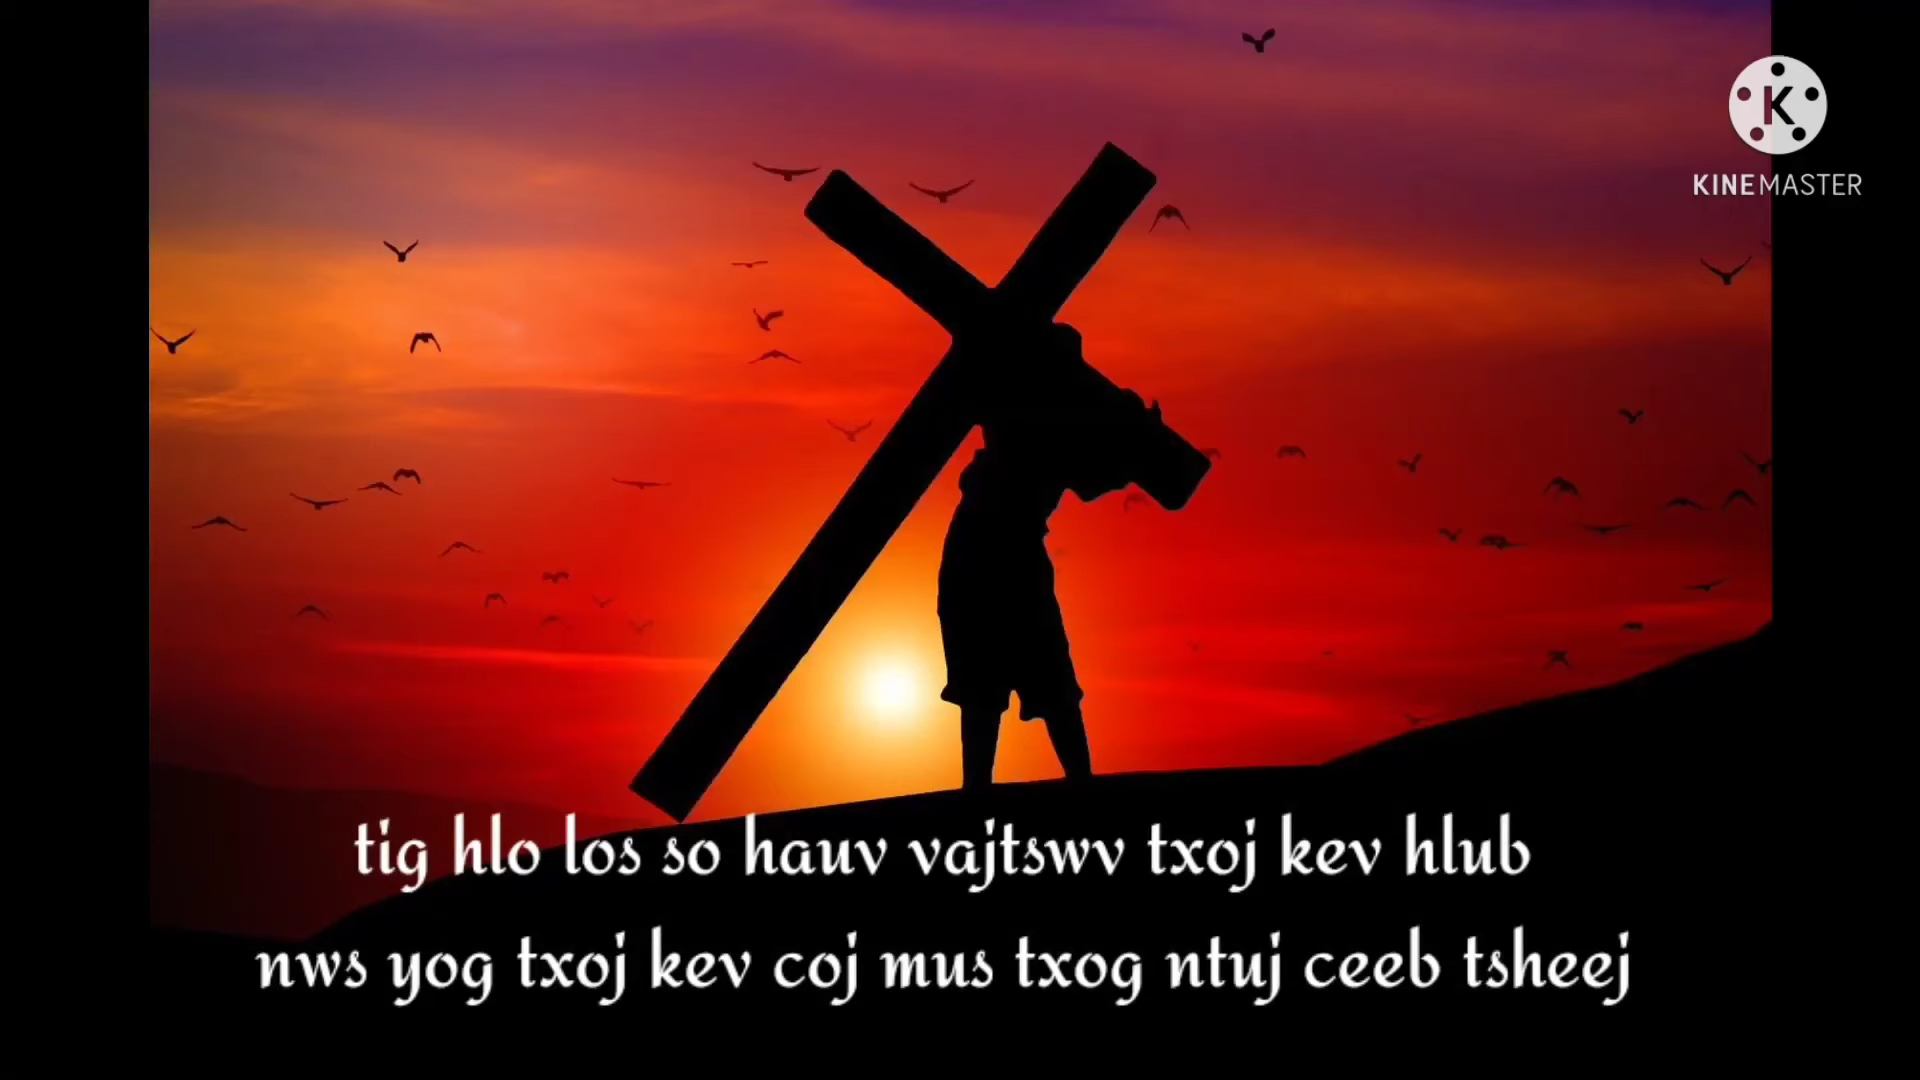 KINEMASTER
tig hlo los so hauv vajtswv txoj kev hlub
nws yog txoj kev coj mus txog ntuj ceeb tsheej